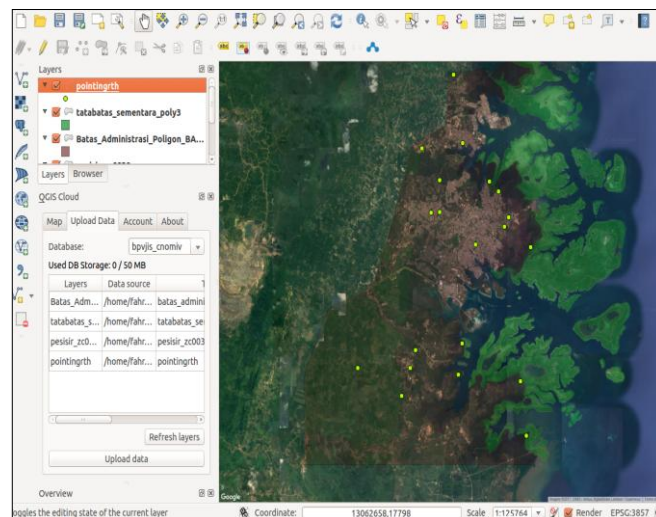 Layers
pointingrth
tatabatas_sementara_poly3
Batas_Administrasi_Poligon_BA...
Layers Browser
QGIS Cloud
Map Upload Data Account About
Database: bpvjis_cnomiv
Used DB Storage: 0 / 50 MB
Layers Data source T
Batas_Adm... /home/fahr... batas_admini
tatabatas_s... /home/fahr... tatabatas_se
pesisir_zc0... /home/fahr... pesisir_zc003
pointingrth /home/fahr... pointingrth
Refresh layers
Upload data
Overview
Google
oggles the editing state of the current layer Coordinate: 13062658,17798 Scale 1:125764 Render EPSG:3857